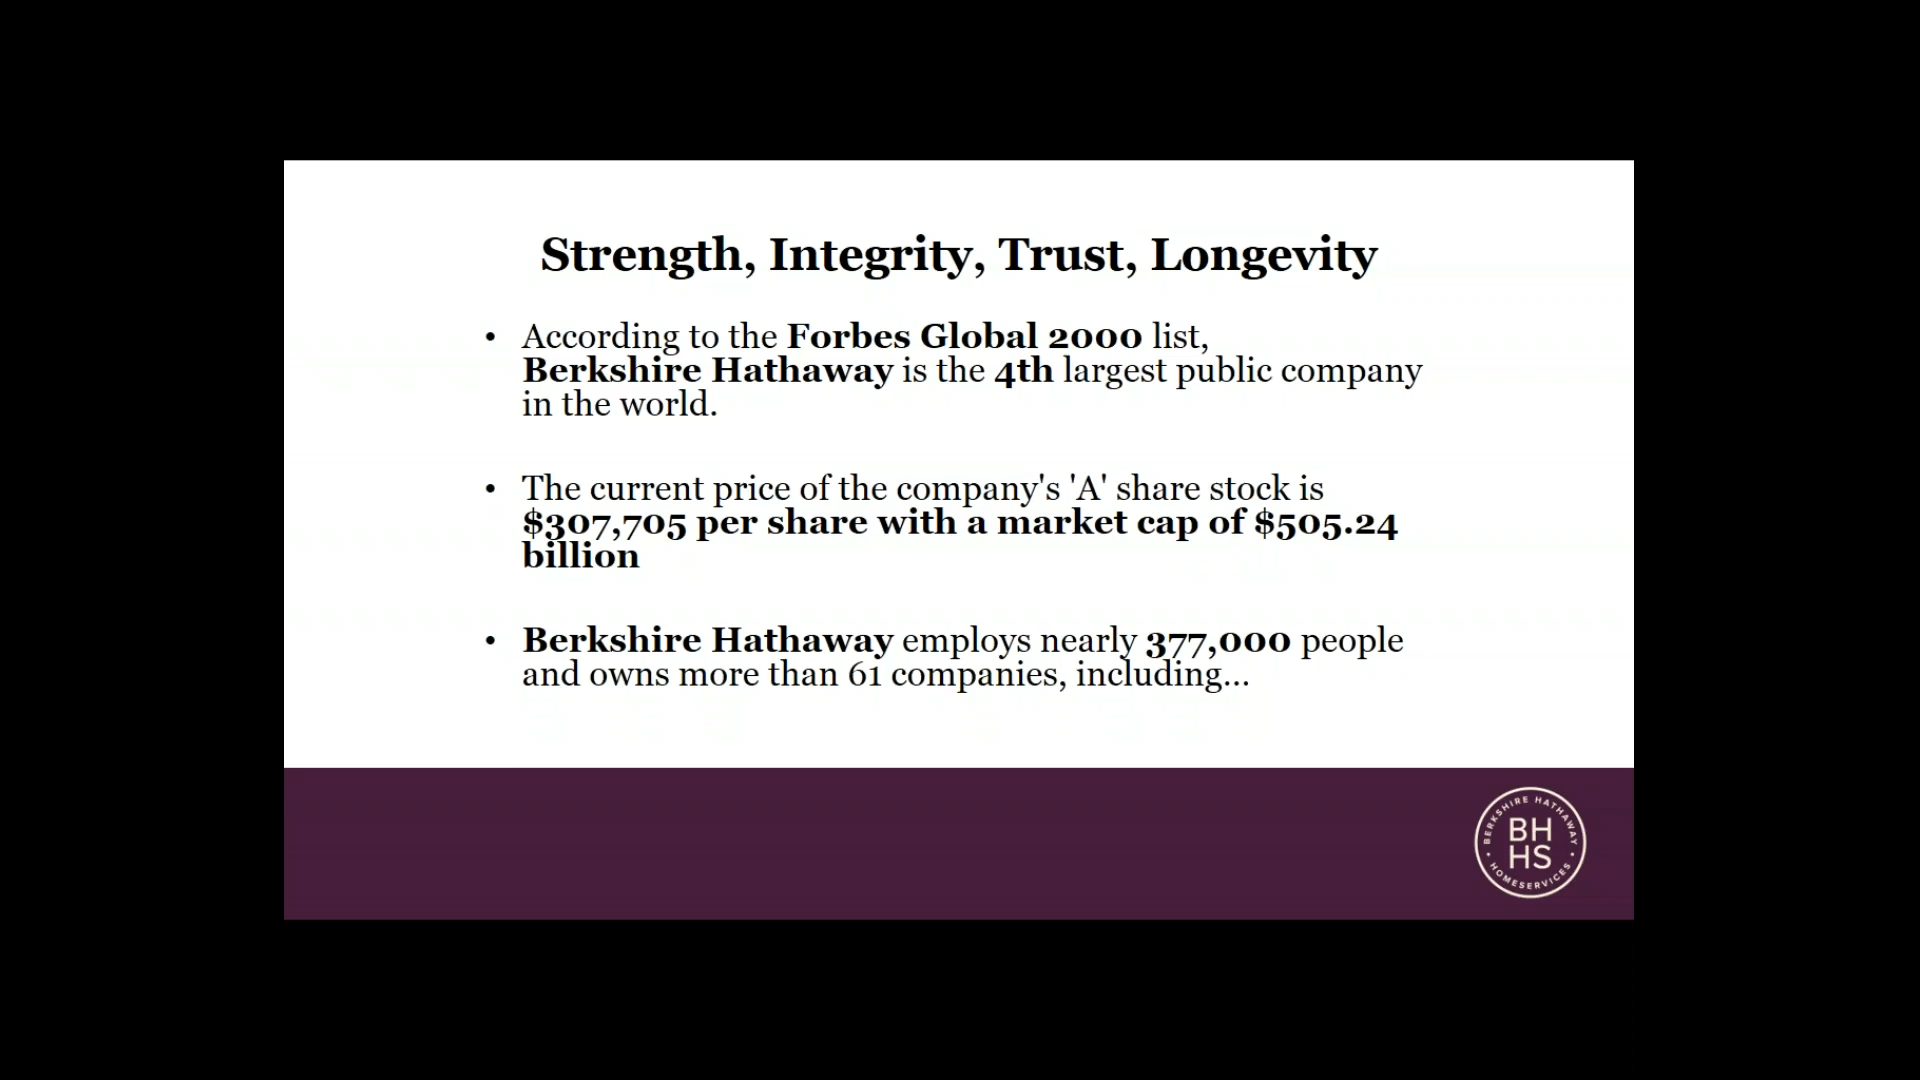 Strength, Integrity, Trust, Longevity
• According to the Forbes Global 2000 list,
Berkshire Hathaway is the 4th largest public company
in the world.
• The current price of the company's 'A' share stock is
$307,705 per share with a market cap of $505.24
billion
• Berkshire Hathaway employs nearly 377,000 people
and owns more than 61 companies, including...
BERKSHIRE HATHAWAY
BH
HS
HOMESERVICES